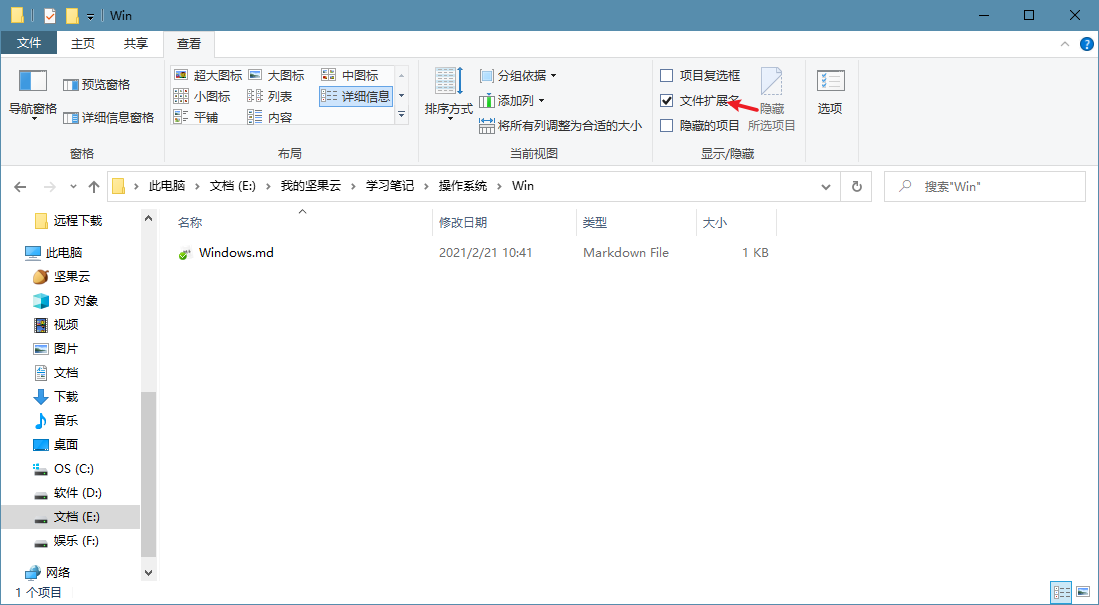 Win
文件 主页 共享 查看
导航窗格
预览窗格
详细信息窗格
窗格
超大图标 大图标 中图标
小图标 列表 详细信息
平铺 内容
布局
排序方式
分组依据
添加列
将所有列调整为合适的大小
当前视图
项目复选框
文件扩展名
隐藏的项目
隐藏
所选项目
显示/隐藏
选项
此电脑 文档 (E:) 我的坚果云 学习笔记 操作系统 Win
搜索"Win"
名称 修改日期 类型 大小
Windows.md 2021/2/21 10:41 Markdown File 1 KB
远程下载
此电脑
坚果云
3D 对象
视频
图片
文档
下载
音乐
桌面
OS (C:)
软件 (D:)
文档 (E:)
娱乐 (F:)
网络
1 个项目